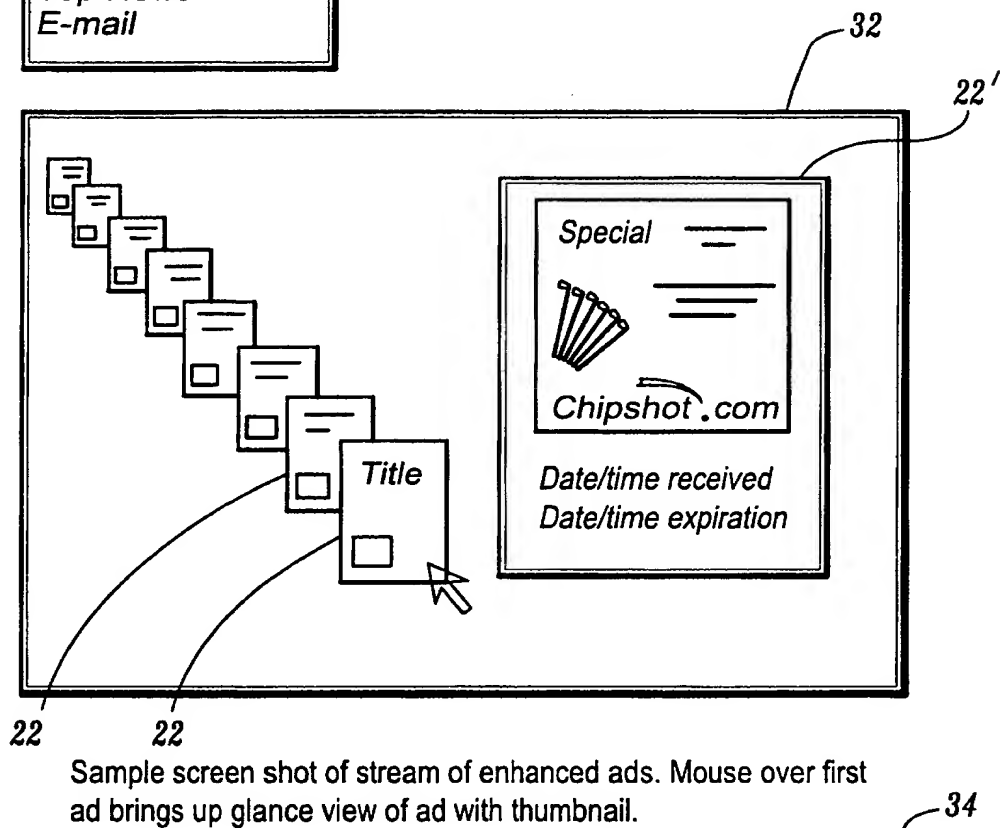 E-mail
32
22'
Special
Title
Chipshot.com
Date/time received
Date/time expiration
22
22
Sample screen shot of stream of enhanced ads. Mouse over first
ad brings up glance view of ad with thumbnail.
34